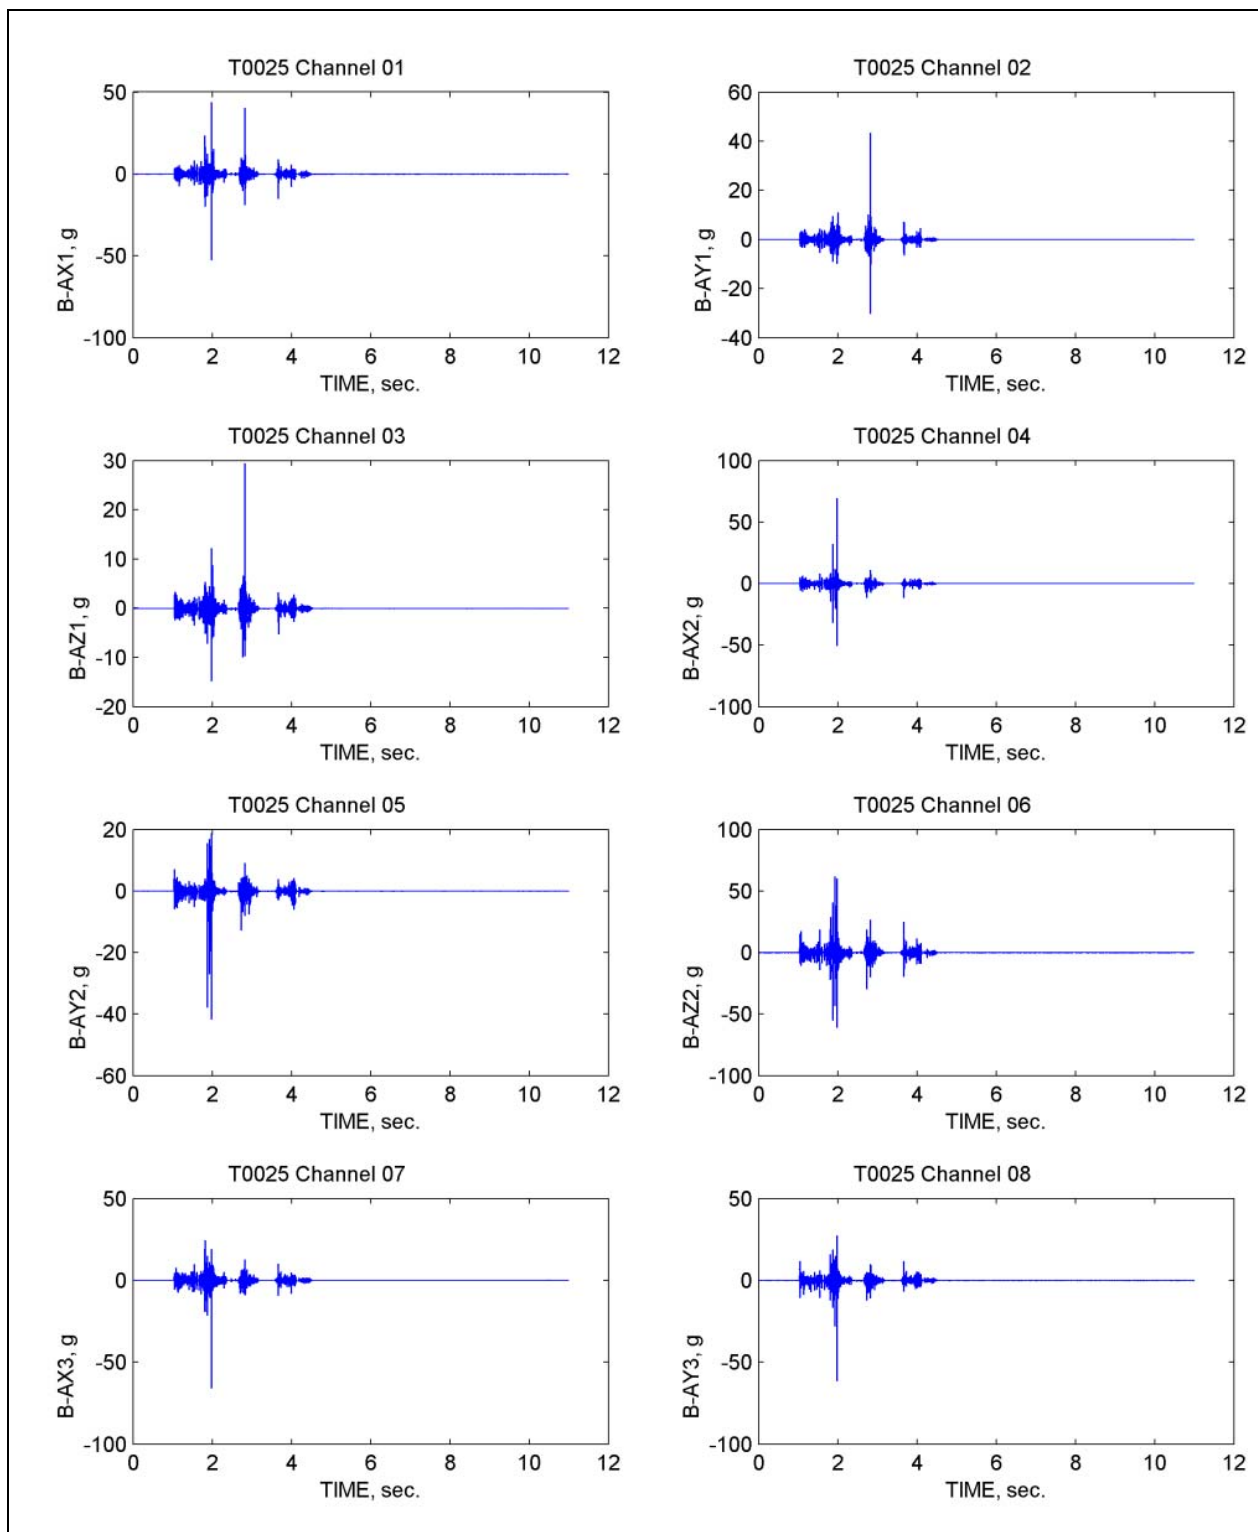 T0025 Channel 01
50
0
-50
-100
B-AX1, g
0 2 4 6 8 10 12
TIME, sec.
T0025 Channel 02
60
40
20
0
-20
-40
B-AY1, g
0 2 4 6 8 10 12
TIME, sec.
T0025 Channel 03
30
20
10
0
-10
-20
B-AZ1, g
0 2 4 6 8 10 12
TIME, sec.
T0025 Channel 04
100
50
0
-50
-100
B-AX2, g
0 2 4 6 8 10 12
TIME, sec.
T0025 Channel 05
20
0
-20
-40
-60
B-AY2, g
0 2 4 6 8 10 12
TIME, sec.
T0025 Channel 06
100
50
0
-50
-100
B-AZ2, g
0 2 4 6 8 10 12
TIME, sec.
T0025 Channel 07
50
0
-50
-100
B-AX3, g
0 2 4 6 8 10 12
TIME, sec.
T0025 Channel 08
50
0
-50
-100
B-AY3, g
0 2 4 6 8 10 12
TIME, sec.